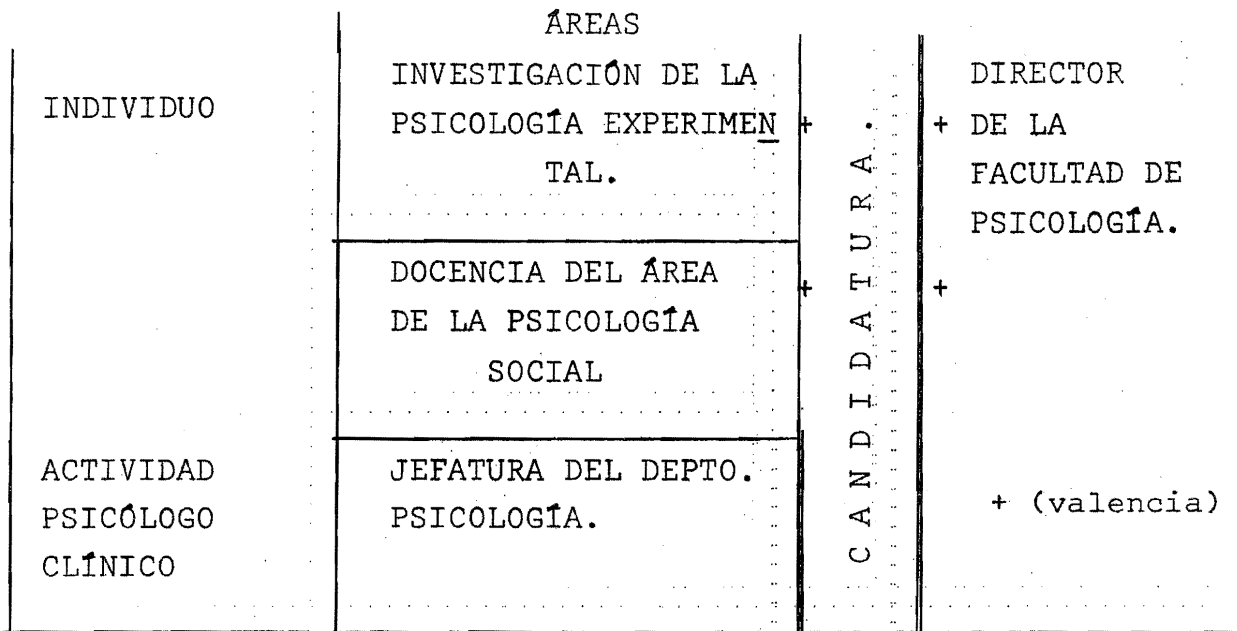 INDIVIDUO
ACTIVIDAD
PSICÓLOGO
CLÍNICO
ÁREAS
INVESTIGACIÓN DE LA
PSICOLOGÍA EXPERIMEN
TAL.
DOCENCIA DEL ÁREA
DE LA PSICOLOGÍA
SOCIAL
JEFATURA DEL DEPTO.
PSICOLOGÍA.
+
+
CANDIDATURA.
+ DIRECTOR
DE LA
FACULTAD DE
PSICOLOGÍA.
+
+ (valencia)